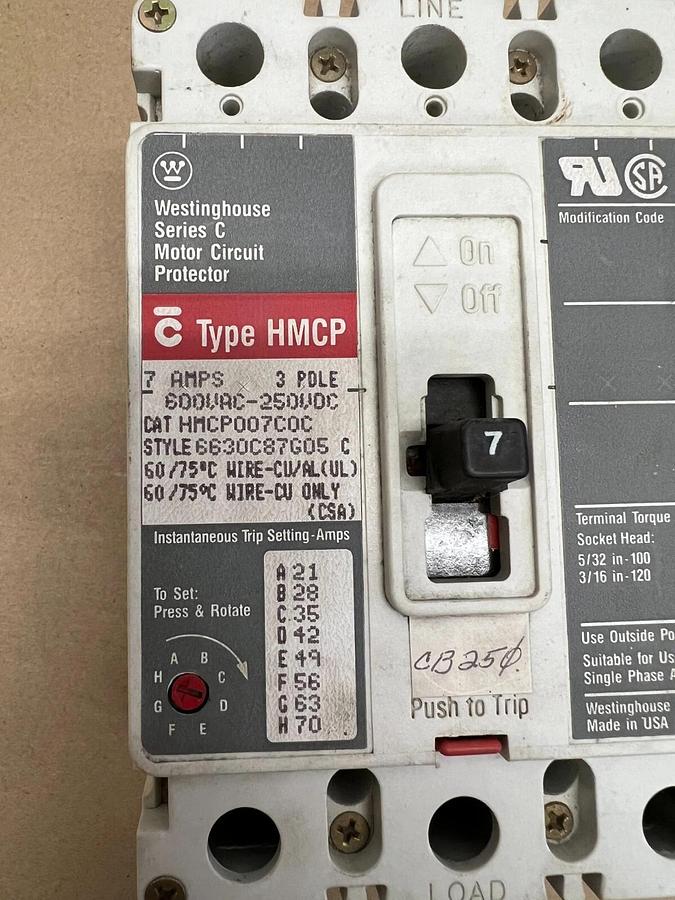 LINE
W
Westinghouse
Series C
Motor Circuit
Protector
C Type HMCP
7 AMPS 3 POLE
600VAC-250VDC
CAT HMCP007C0C
STYLE 6630C87G05 C
60/75°C WIRE-CU/AL(UL)
60/75°C WIRE-CU ONLY
(CSA)
Instantaneous Trip Setting-Amps
To Set:
Press & Rotate
A B C D E F G H
A 21
B 28
C 35
D 42
E 49
F 56
G 63
H 70
On
Off
7
CB250
Push to Trip
RU SA
Modification Code
Terminal Torque
Socket Head:
5/32 in-100
3/16 in-120
Use Outside Po
Suitable for Us
Single Phase A
Westinghouse
Made in USA
LOAD